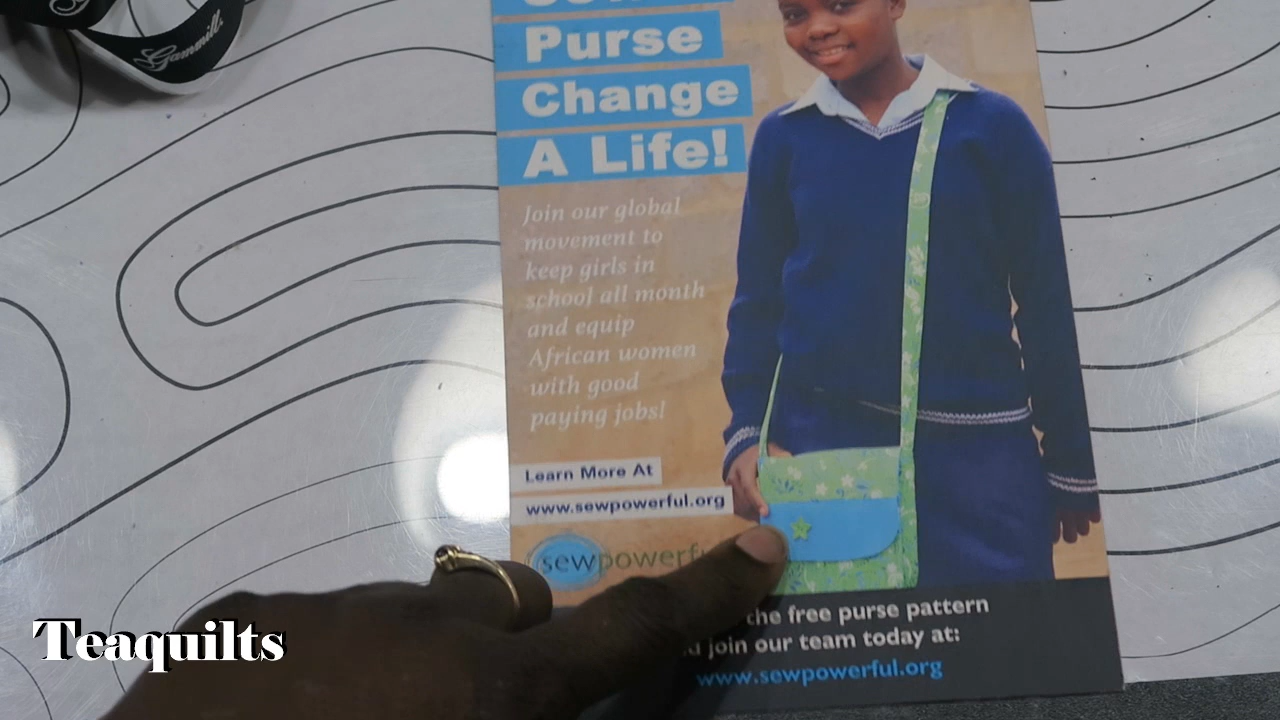 Gammill.
Purse
Change
A Life!
Join our global
movement to
keep girls in
school all month
and equip
African women
with good
paying jobs!
Learn More At
www.sewpowerful.org
sewpowerf
the free purse pattern
join our team today at:
www.sewpowerful.org
Teaquilts